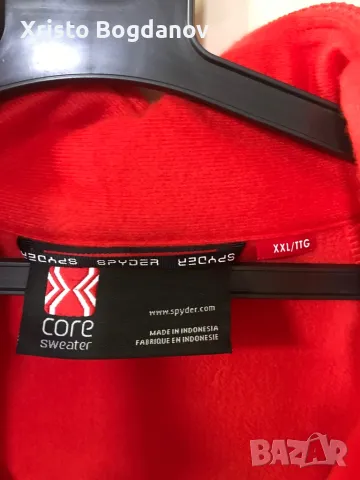 Xristo Bogdanov
SPYDER SPYDER SPYDER
XXL/TTG
core
sweater
www.spyder.com
MADE IN INDONESIA
FABRIQUE EN INDONESIE
BAZAR